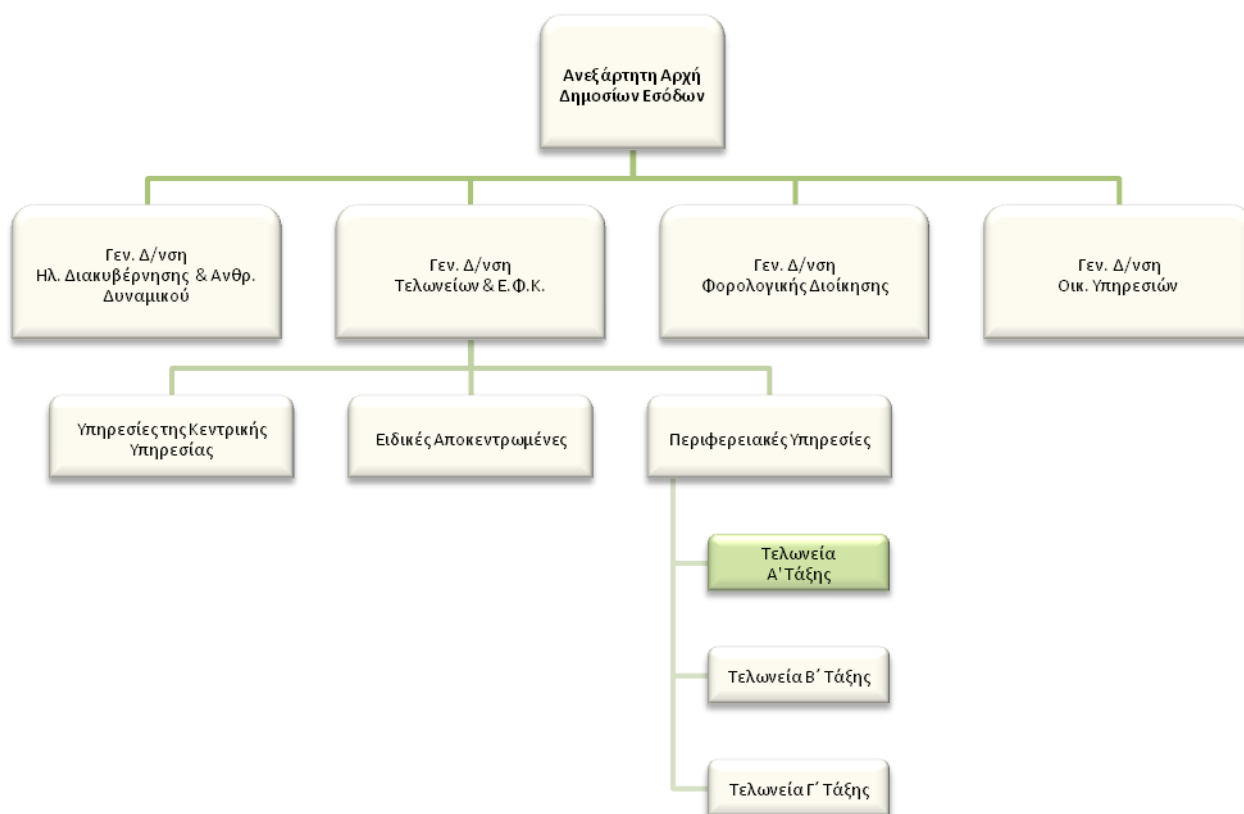 Ανεξάρτητη Αρχή
Δημοσίων Εσόδων
Γεν. Δ/νση
Ηλ. Διακυβέρνησης & Ανθρ.
Δυναμικού
Γεν. Δ/νση
Τελωνείων & Ε.Φ.Κ.
Γεν. Δ/νση
Φορολογικής Διοίκησης
Γεν. Δ/νση
Οικ. Υπηρεσιών
Υπηρεσίες της Κεντρικής
Υπηρεσίας
Ειδικές Αποκεντρωμένες
Περιφερειακές Υπηρεσίες
Τελωνεία
Α' Τάξης
Τελωνεία Β΄ Τάξης
Τελωνεία Γ΄ Τάξης